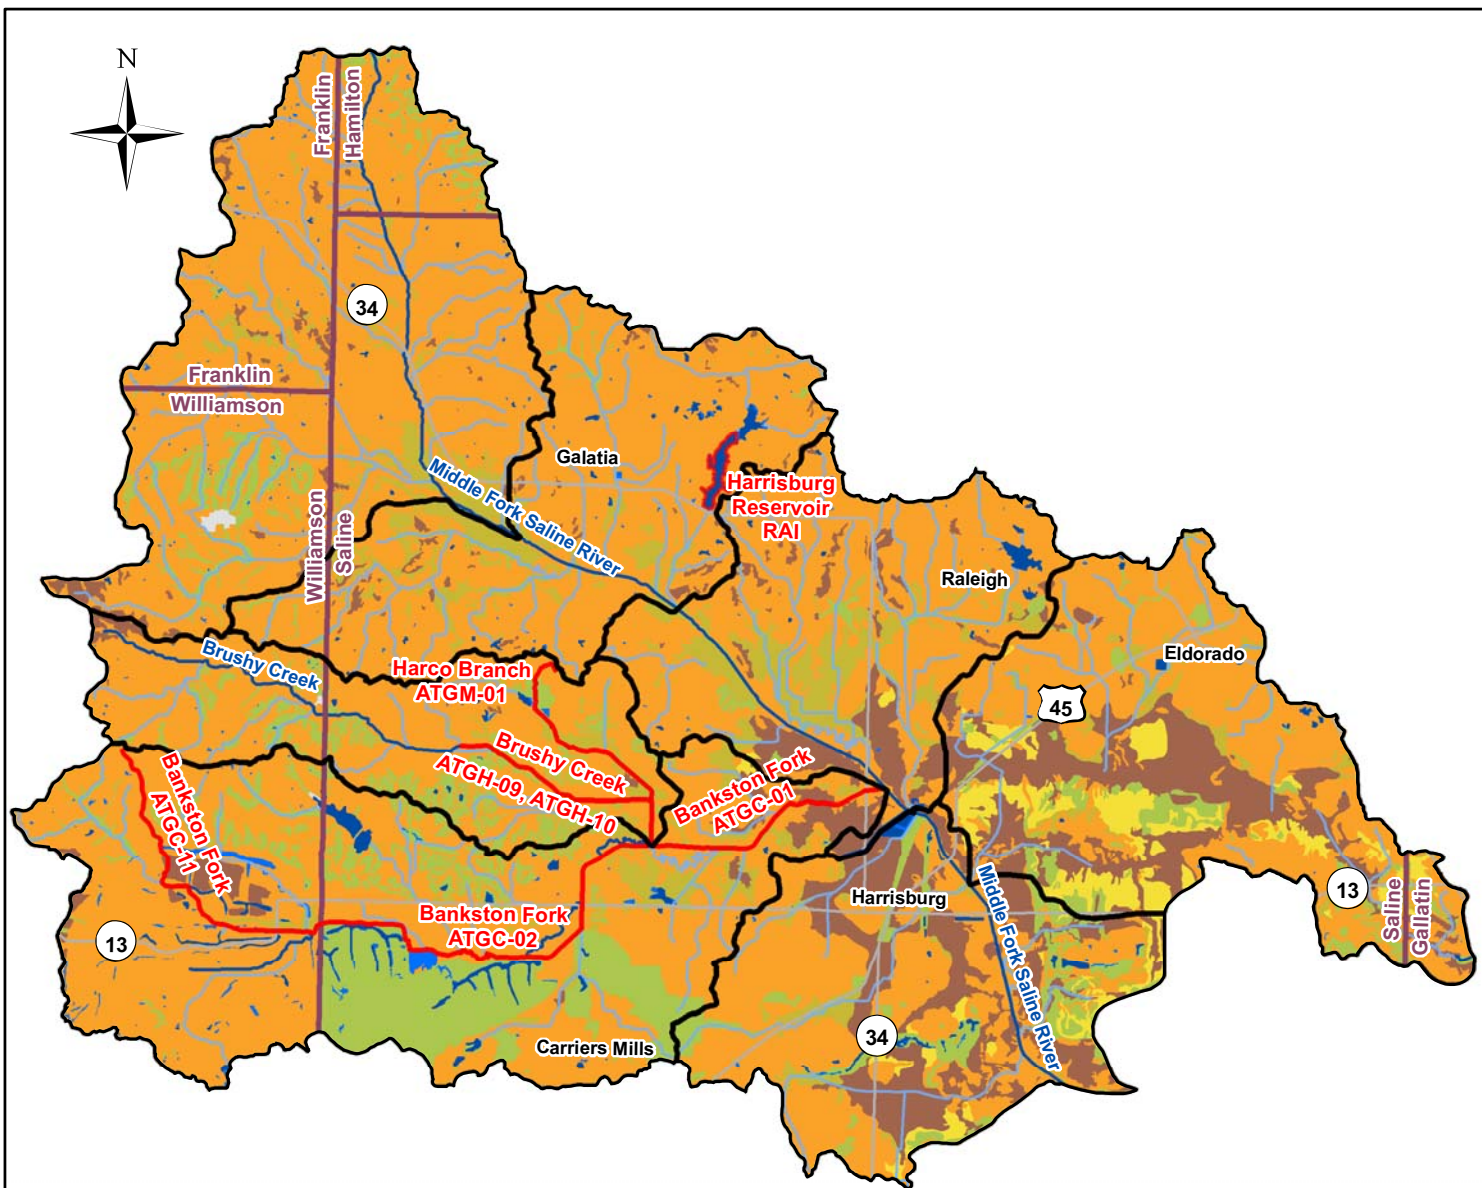 N
Franklin
Hamilton
34
Franklin
Williamson
Galatia
Middle Fork Saline River
Harrisburg
Reservoir
RAI
Williamson
Saline
Raleigh
Eldorado
Brushy Creek
Harco Branch
ATGM-01
45
Brushy Creek
ATGH-09, ATGH-10
Bankston Fork
ATGC-01
Bankston Fork
ATGC-11
Harrisburg
Middle Fork Saline River
13
Saline
Gallatin
Bankston Fork
ATGC-02
13
34
Carriers Mills